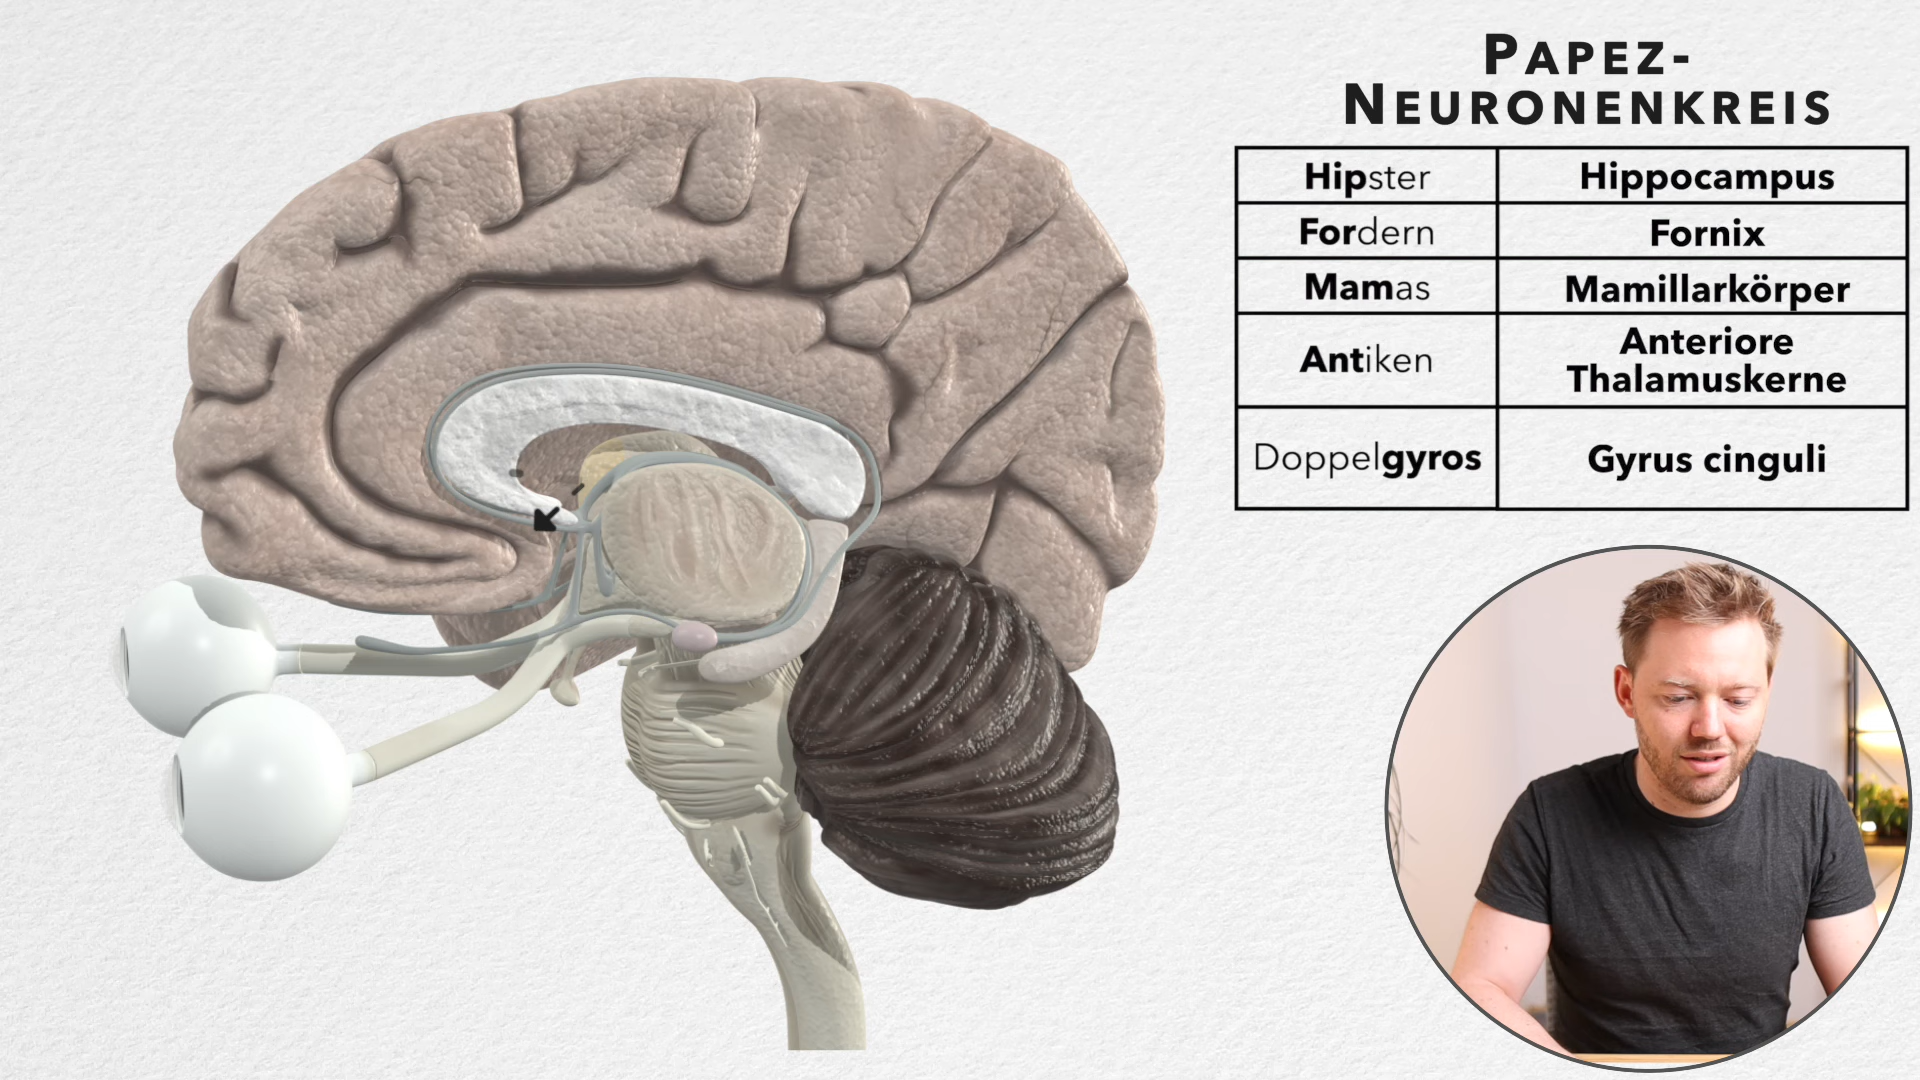 PAPEZ-
NEURONENKREIS
Hipster Hippocampus
Fordern Fornix
Mamas Mamillarkörper
Antiken Anteriore
Thalamuskerne
Doppelgyros Gyrus cinguli